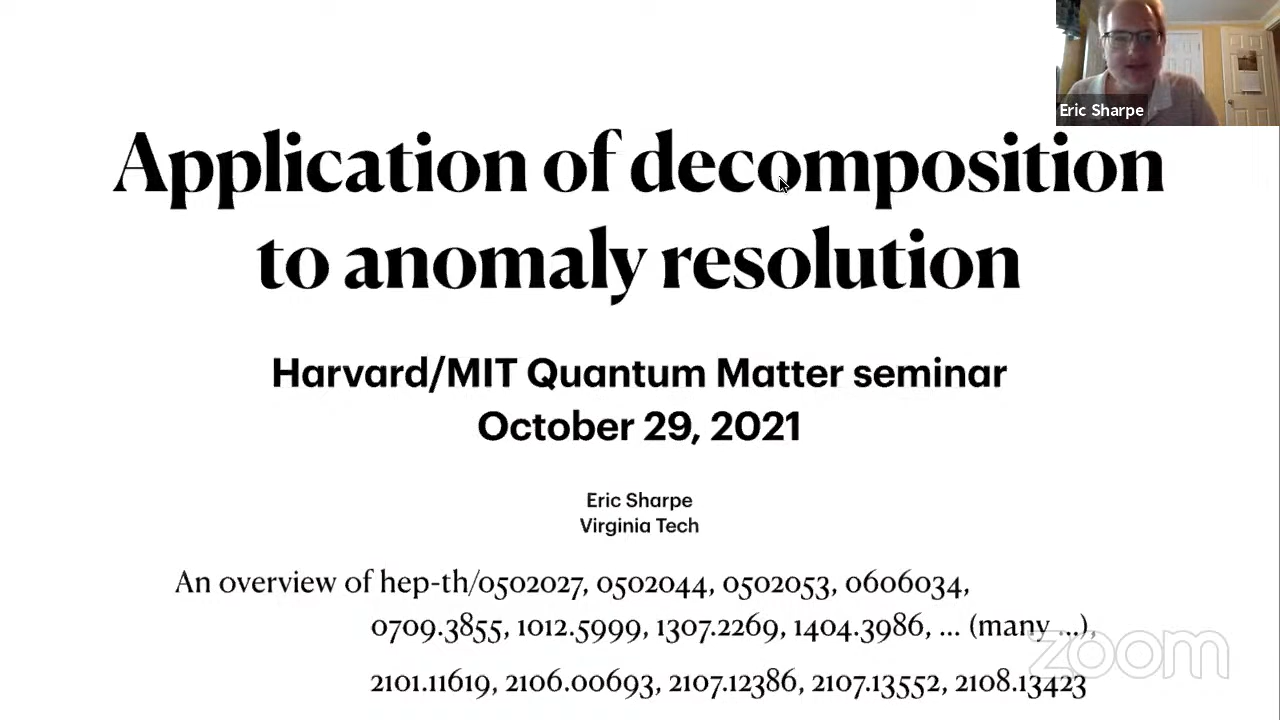 Eric Sharpe
Application of decomposition
to anomaly resolution
Harvard/MIT Quantum Matter seminar
October 29, 2021
Eric Sharpe
Virginia Tech
An overview of hep-th/0502027, 0502044, 0502053, 0606034,
0709.3855, 1012.5999, 1307.2269, 1404.3986, ... (many ...),
2101.11619, 2106.00693, 2107.12386, 2107.13552, 2108.13423
zoom